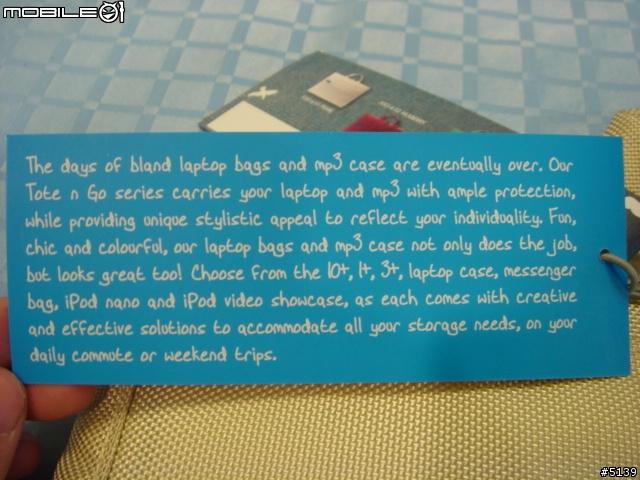 MOBILE01
The days of bland laptop bags and mp3 case are eventually over. Our
Tote n Go series carries your laptop and mp3 with ample protection,
while providing unique stylistic appeal to reflect your individuality. Fun,
chic and colourful, our laptop bags and mp3 case not only does the job,
but looks great too! Choose from the 10+, 1+, 3+, laptop case, messenger
bag, iPod nano and iPod video showcase, as each comes with creative
and effective solutions to accommodate all your storage needs, on your
daily commute or weekend trips.
#5139